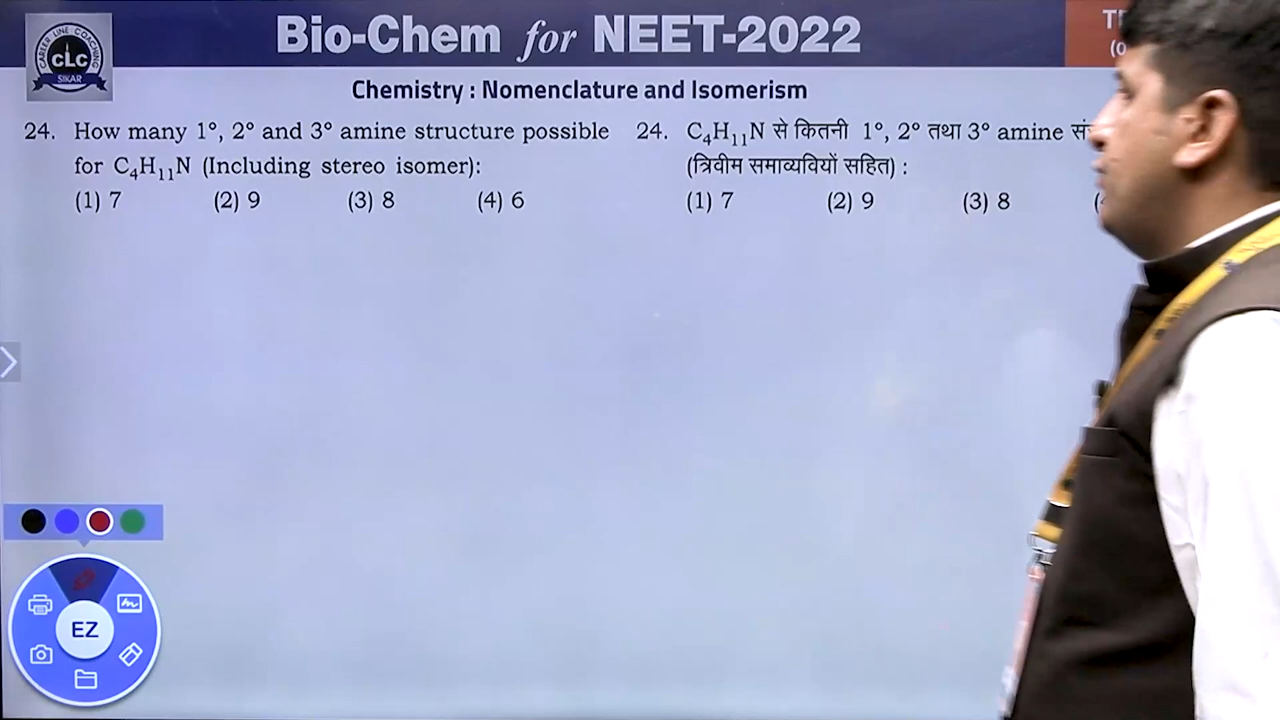 CAREER LINE COACHING
CLC
SIKAR
Bio-Chem for NEET-2022
Chemistry : Nomenclature and Isomerism
24. How many 1°, 2° and 3° amine structure possible
for C₄H₁₁N (Including stereo isomer):
(1) 7 (2) 9 (3) 8 (4) 6
24. C₄H₁₁N से कितनी 1°, 2° तथा 3° amine
(त्रिवीम समाव्यवियों सहित) :
(1) 7 (2) 9 (3) 8
EZ